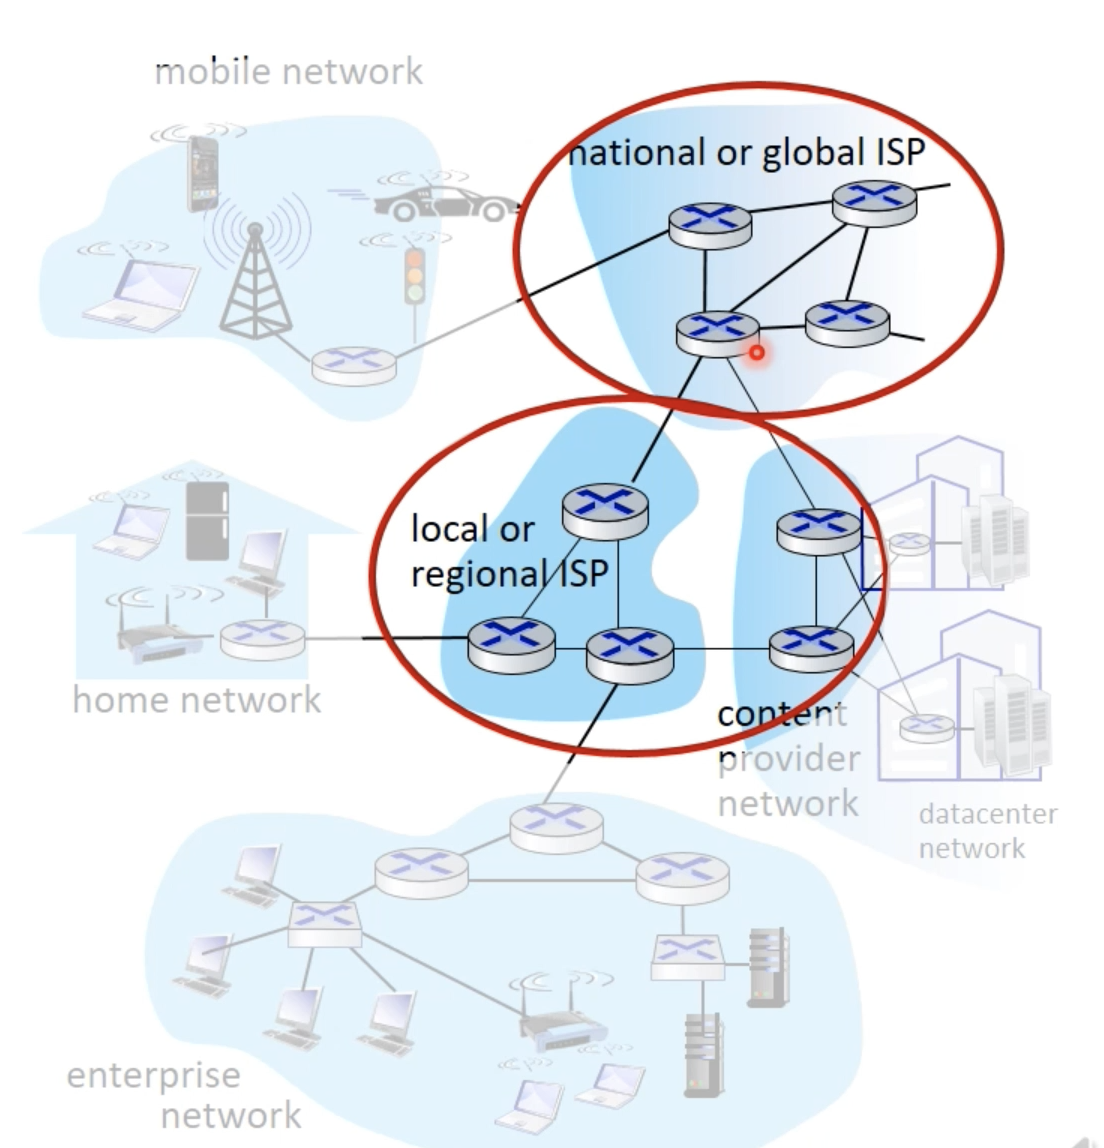 mobile network
national or global ISP
local or
regional ISP
home network
content
provider
network
datacenter
network
enterprise
network